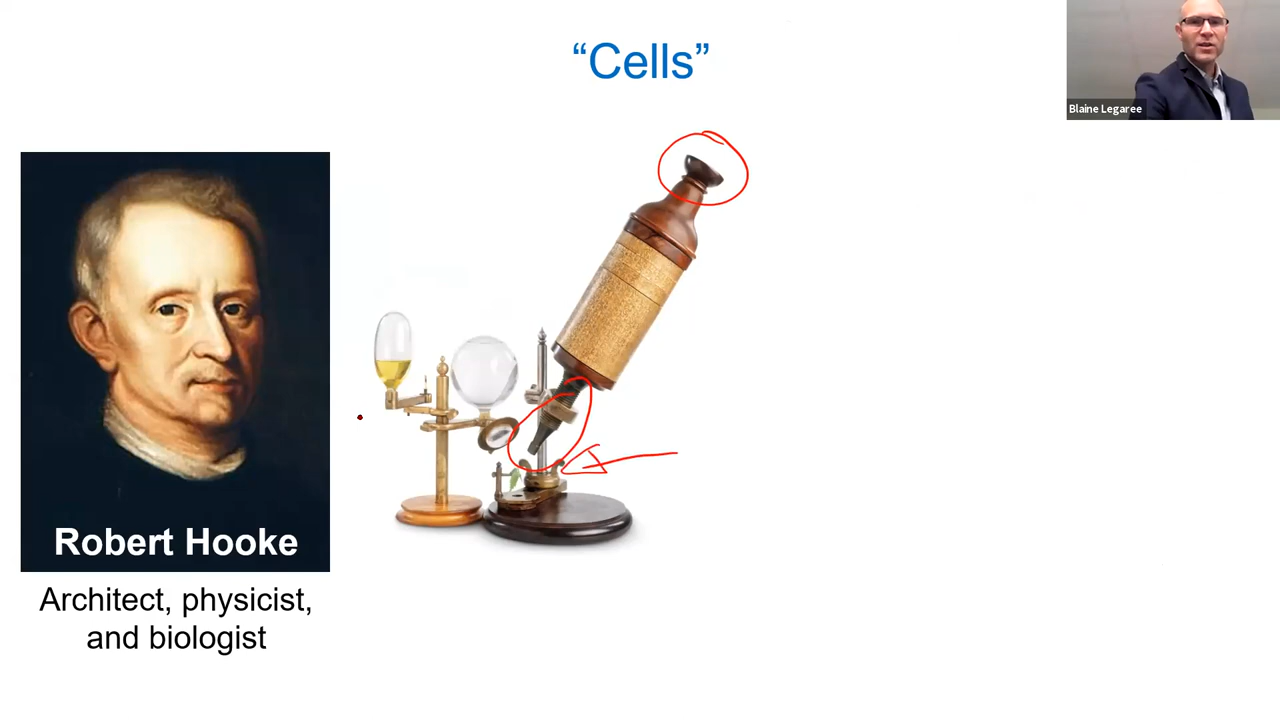 “Cells”
Blaine Legaree
Robert Hooke
Architect, physicist,
and biologist